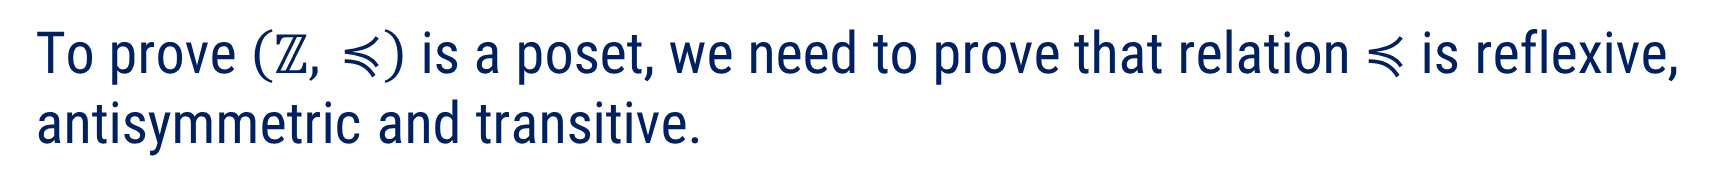 To prove (ℤ, ≼) is a poset, we need to prove that relation ≼ is reflexive,
antisymmetric and transitive.